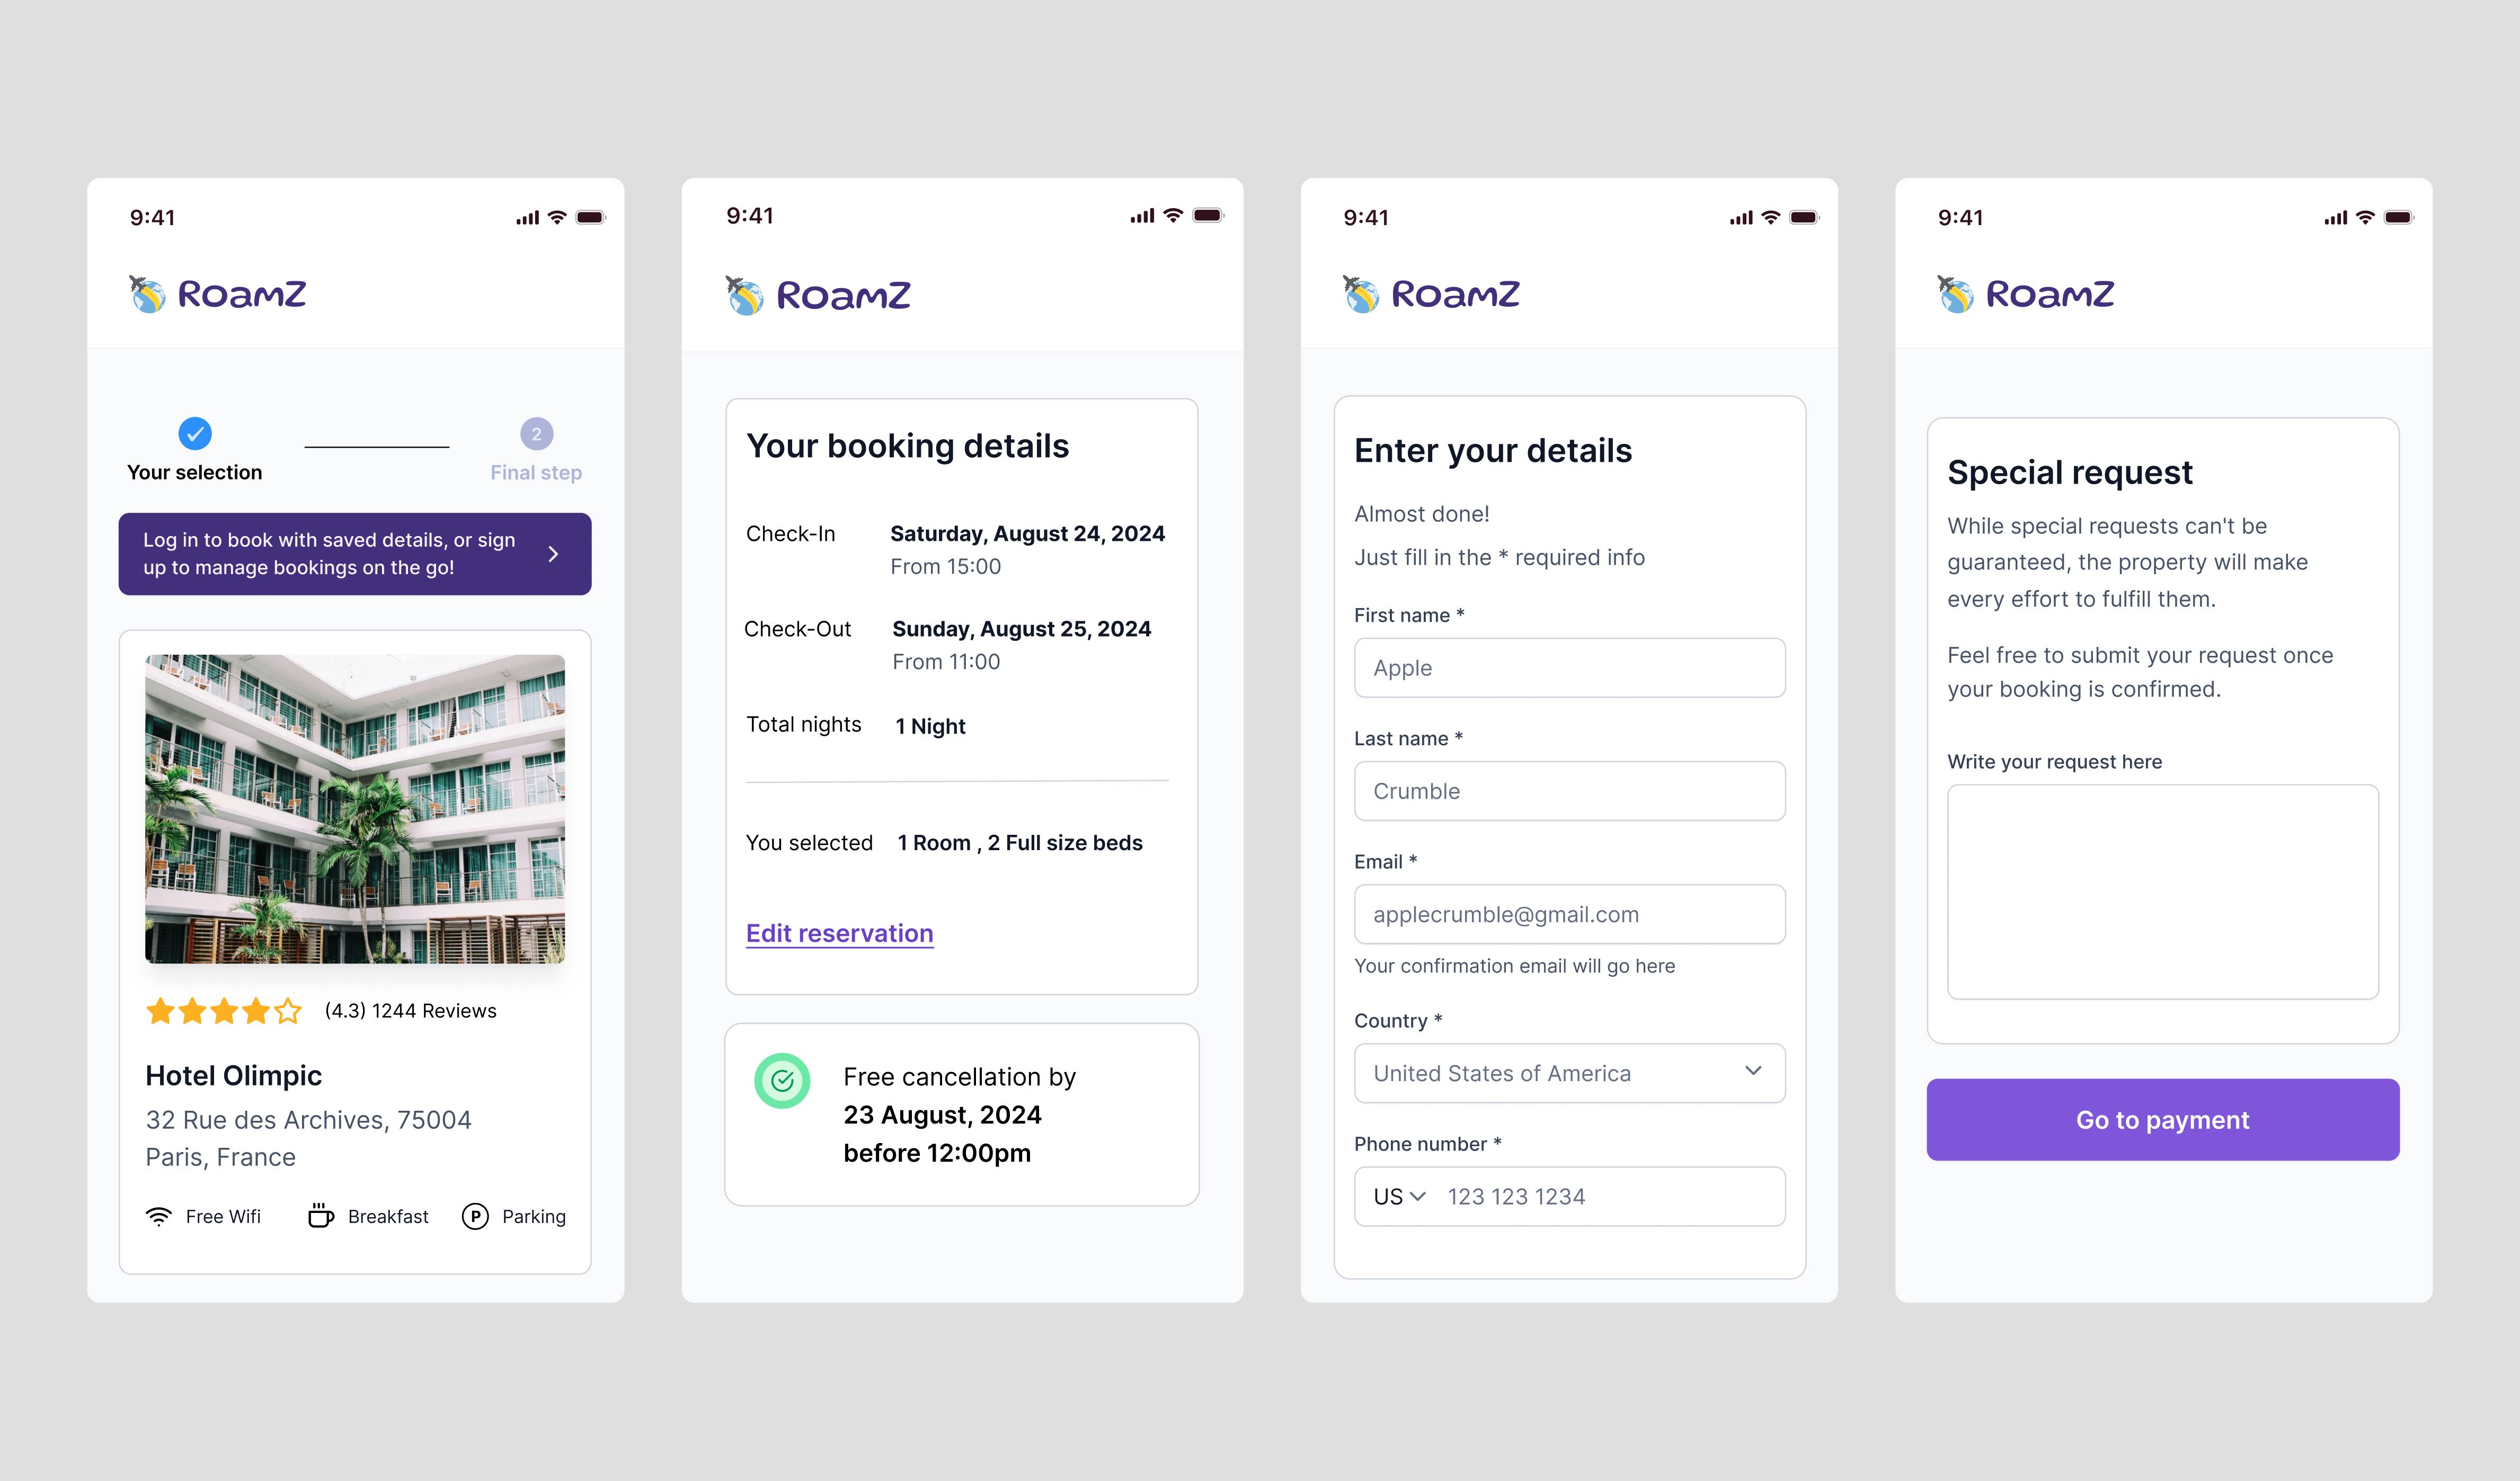 9:41
RoamZ
Your selection
2
Final step
Log in to book with saved details, or sign
up to manage bookings on the go!
(4.3) 1244 Reviews
Hotel Olimpic
32 Rue des Archives, 75004
Paris, France
Free Wifi
Breakfast
P
Parking
9:41
RoamZ
Your booking details
Check-In
Saturday, August 24, 2024
From 15:00
Check-Out
Sunday, August 25, 2024
From 11:00
Total nights
1 Night
You selected
1 Room , 2 Full size beds
Edit reservation
Free cancellation by
23 August, 2024
before 12:00pm
9:41
RoamZ
Enter your details
Almost done!
Just fill in the * required info
First name *
Apple
Last name *
Crumble
Email *
applecrumble@gmail.com
Your confirmation email will go here
Country *
United States of America
Phone number *
US 123 123 1234
9:41
RoamZ
Special request
While special requests can't be
guaranteed, the property will make
every effort to fulfill them.
Feel free to submit your request once
your booking is confirmed.
Write your request here
Go to payment